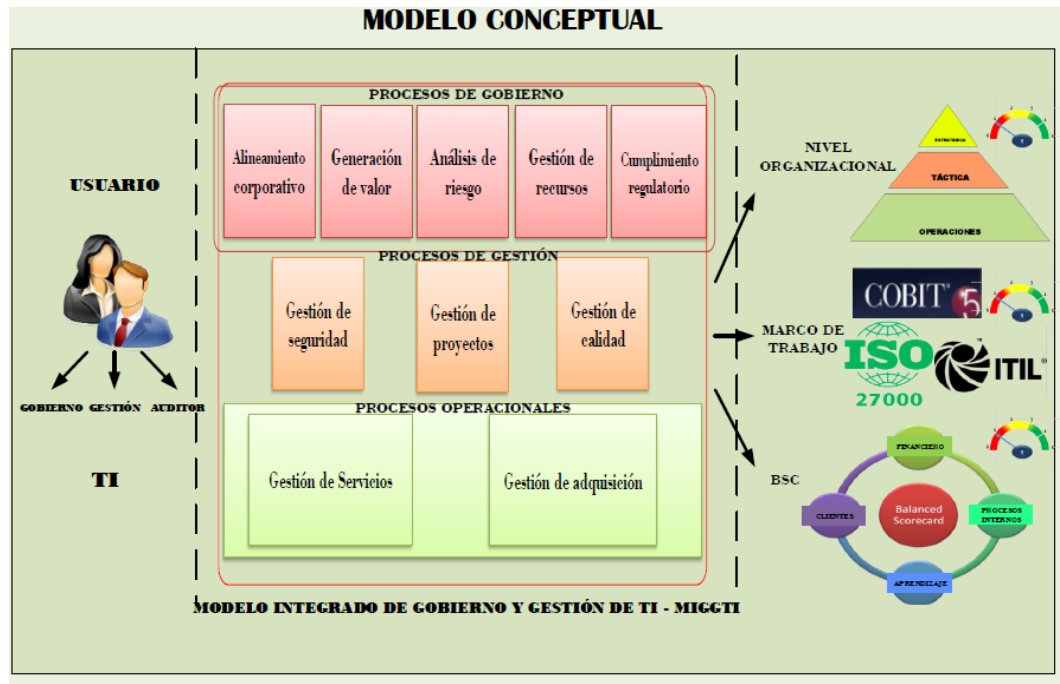 MODELO CONCEPTUAL
USUARIO
GOBIERNO GESTIÓN AUDITOR
TI
PROCESOS DE GOBIERNO
Alineamiento
corporativo
Generación
de valor
Análisis de
riesgo
Gestión de
recursos
Cumplimiento
regulatorio
PROCESOS DE GESTIÓN
Gestión de
seguridad
Gestión de
proyectos
Gestión de
calidad
PROCESOS OPERACIONALES
Gestión de Servicios
Gestión de adquisición
MODELO INTEGRADO DE GOBIERNO Y GESTIÓN DE TI - MIGGTI
NIVEL
ORGANIZACIONAL
TÁCTICA
OPERACIONES
MARCO DE
TRABAJO
COBIT® 5
ISO
27000
ITIL®
BSC
FINANCIERO
CLIENTES
Balanced
Scorecard
PROCESOS
INTERNOS
APRENDIZAJE